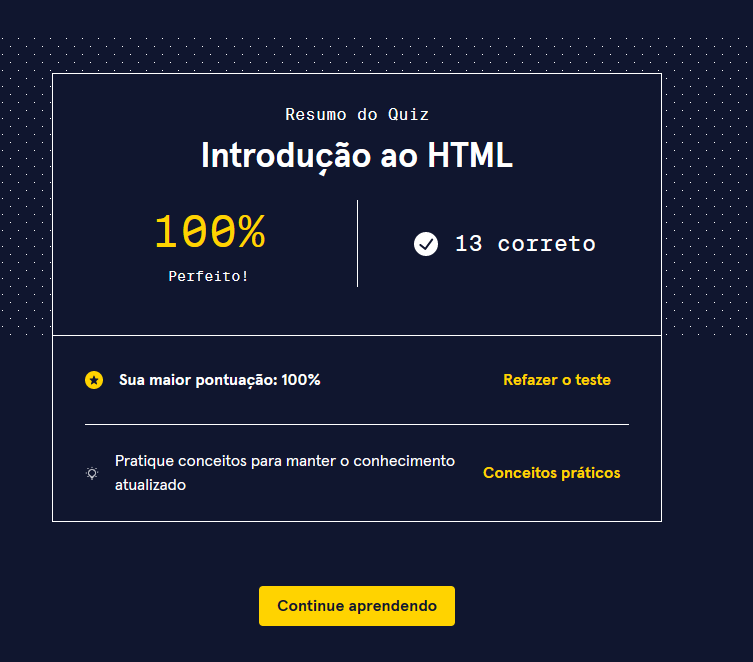 Resumo do Quiz
Introdução ao HTML
100%
Perfeito!
13 correto
Sua maior pontuação: 100%
Refazer o teste
Pratique conceitos para manter o conhecimento
atualizado
Conceitos práticos
Continue aprendendo